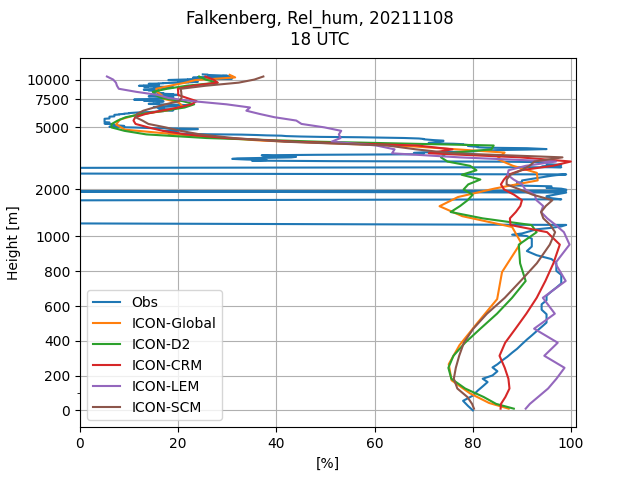 Falkenberg, Rel_hum, 20211108
18 UTC
10000
7500
5000
2000
1000
800
600
400
200
0
Height [m]
Obs
ICON-Global
ICON-D2
ICON-CRM
ICON-LEM
ICON-SCM
0 20 40 60 80 100
[%]